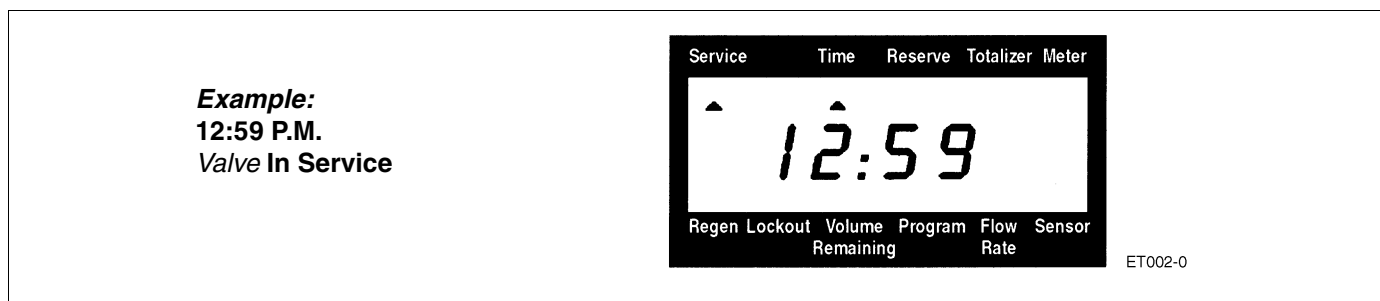 Example:
12:59 P.M.
Valve In Service
Service Time Reserve Totalizer Meter
12:59
Regen Lockout Volume Remaining Program Flow Rate Sensor
ET002-0